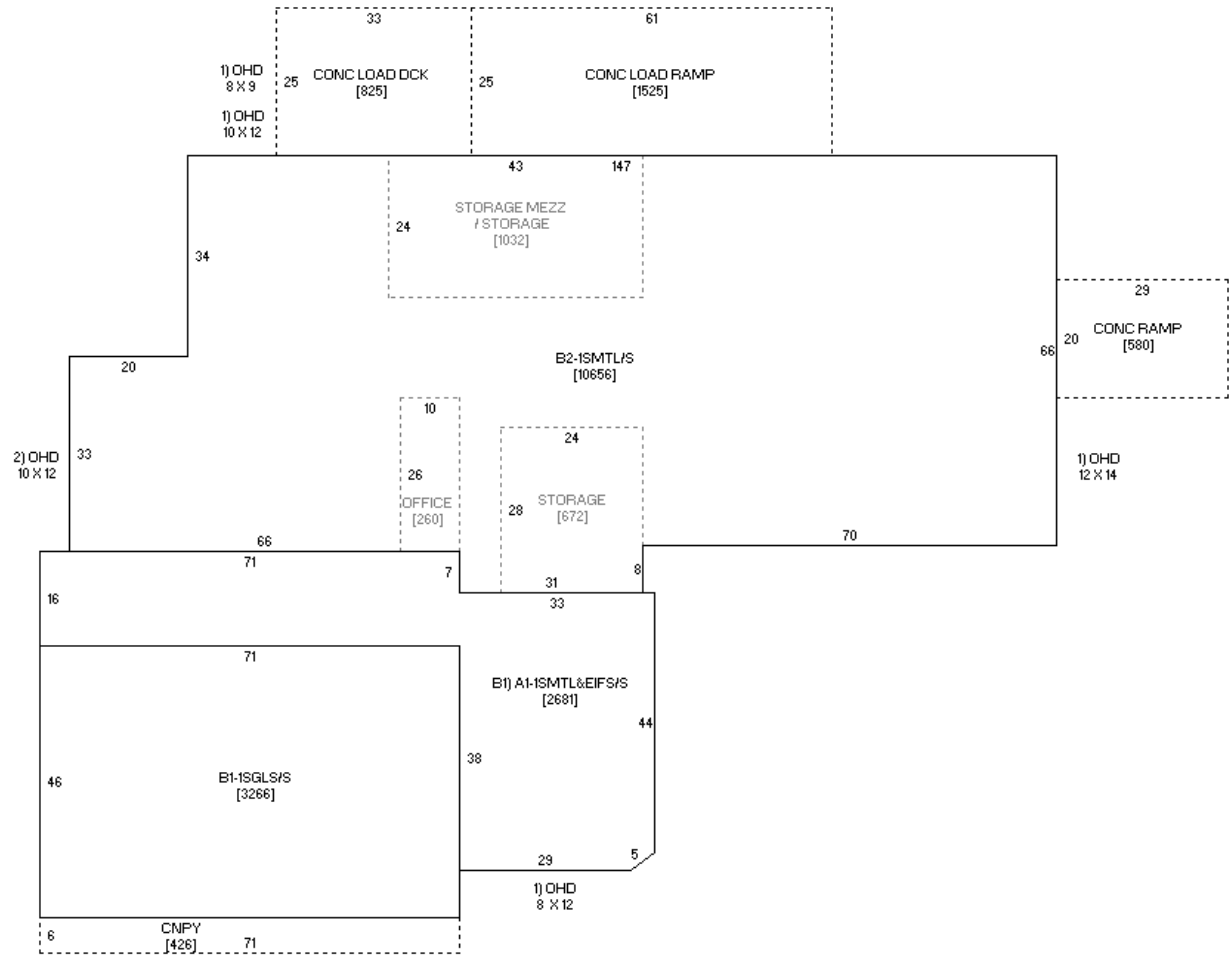 33
61
1) OHD
8 X 9
25
CONC LOAD DCK
[825]
25
CONC LOAD RAMP
[1525]
1) OHD
10 X 12
43
147
24
STORAGE MEZZ
/ STORAGE
[1032]
34
29
20
CONC RAMP
[580]
66
20
B2-1SMTL/S
[10656]
10
24
2) OHD
10 X 12
33
26
OFFICE
[260]
28
STORAGE
[672]
1) OHD
12 X 14
66
70
71
7
31
8
16
33
71
B1) A1-1SMTL&EIFS/S
[2681]
44
38
46
B1-1SGLS/S
[3266]
29
5
1) OHD
8 X 12
6
CNPY
[426]
71